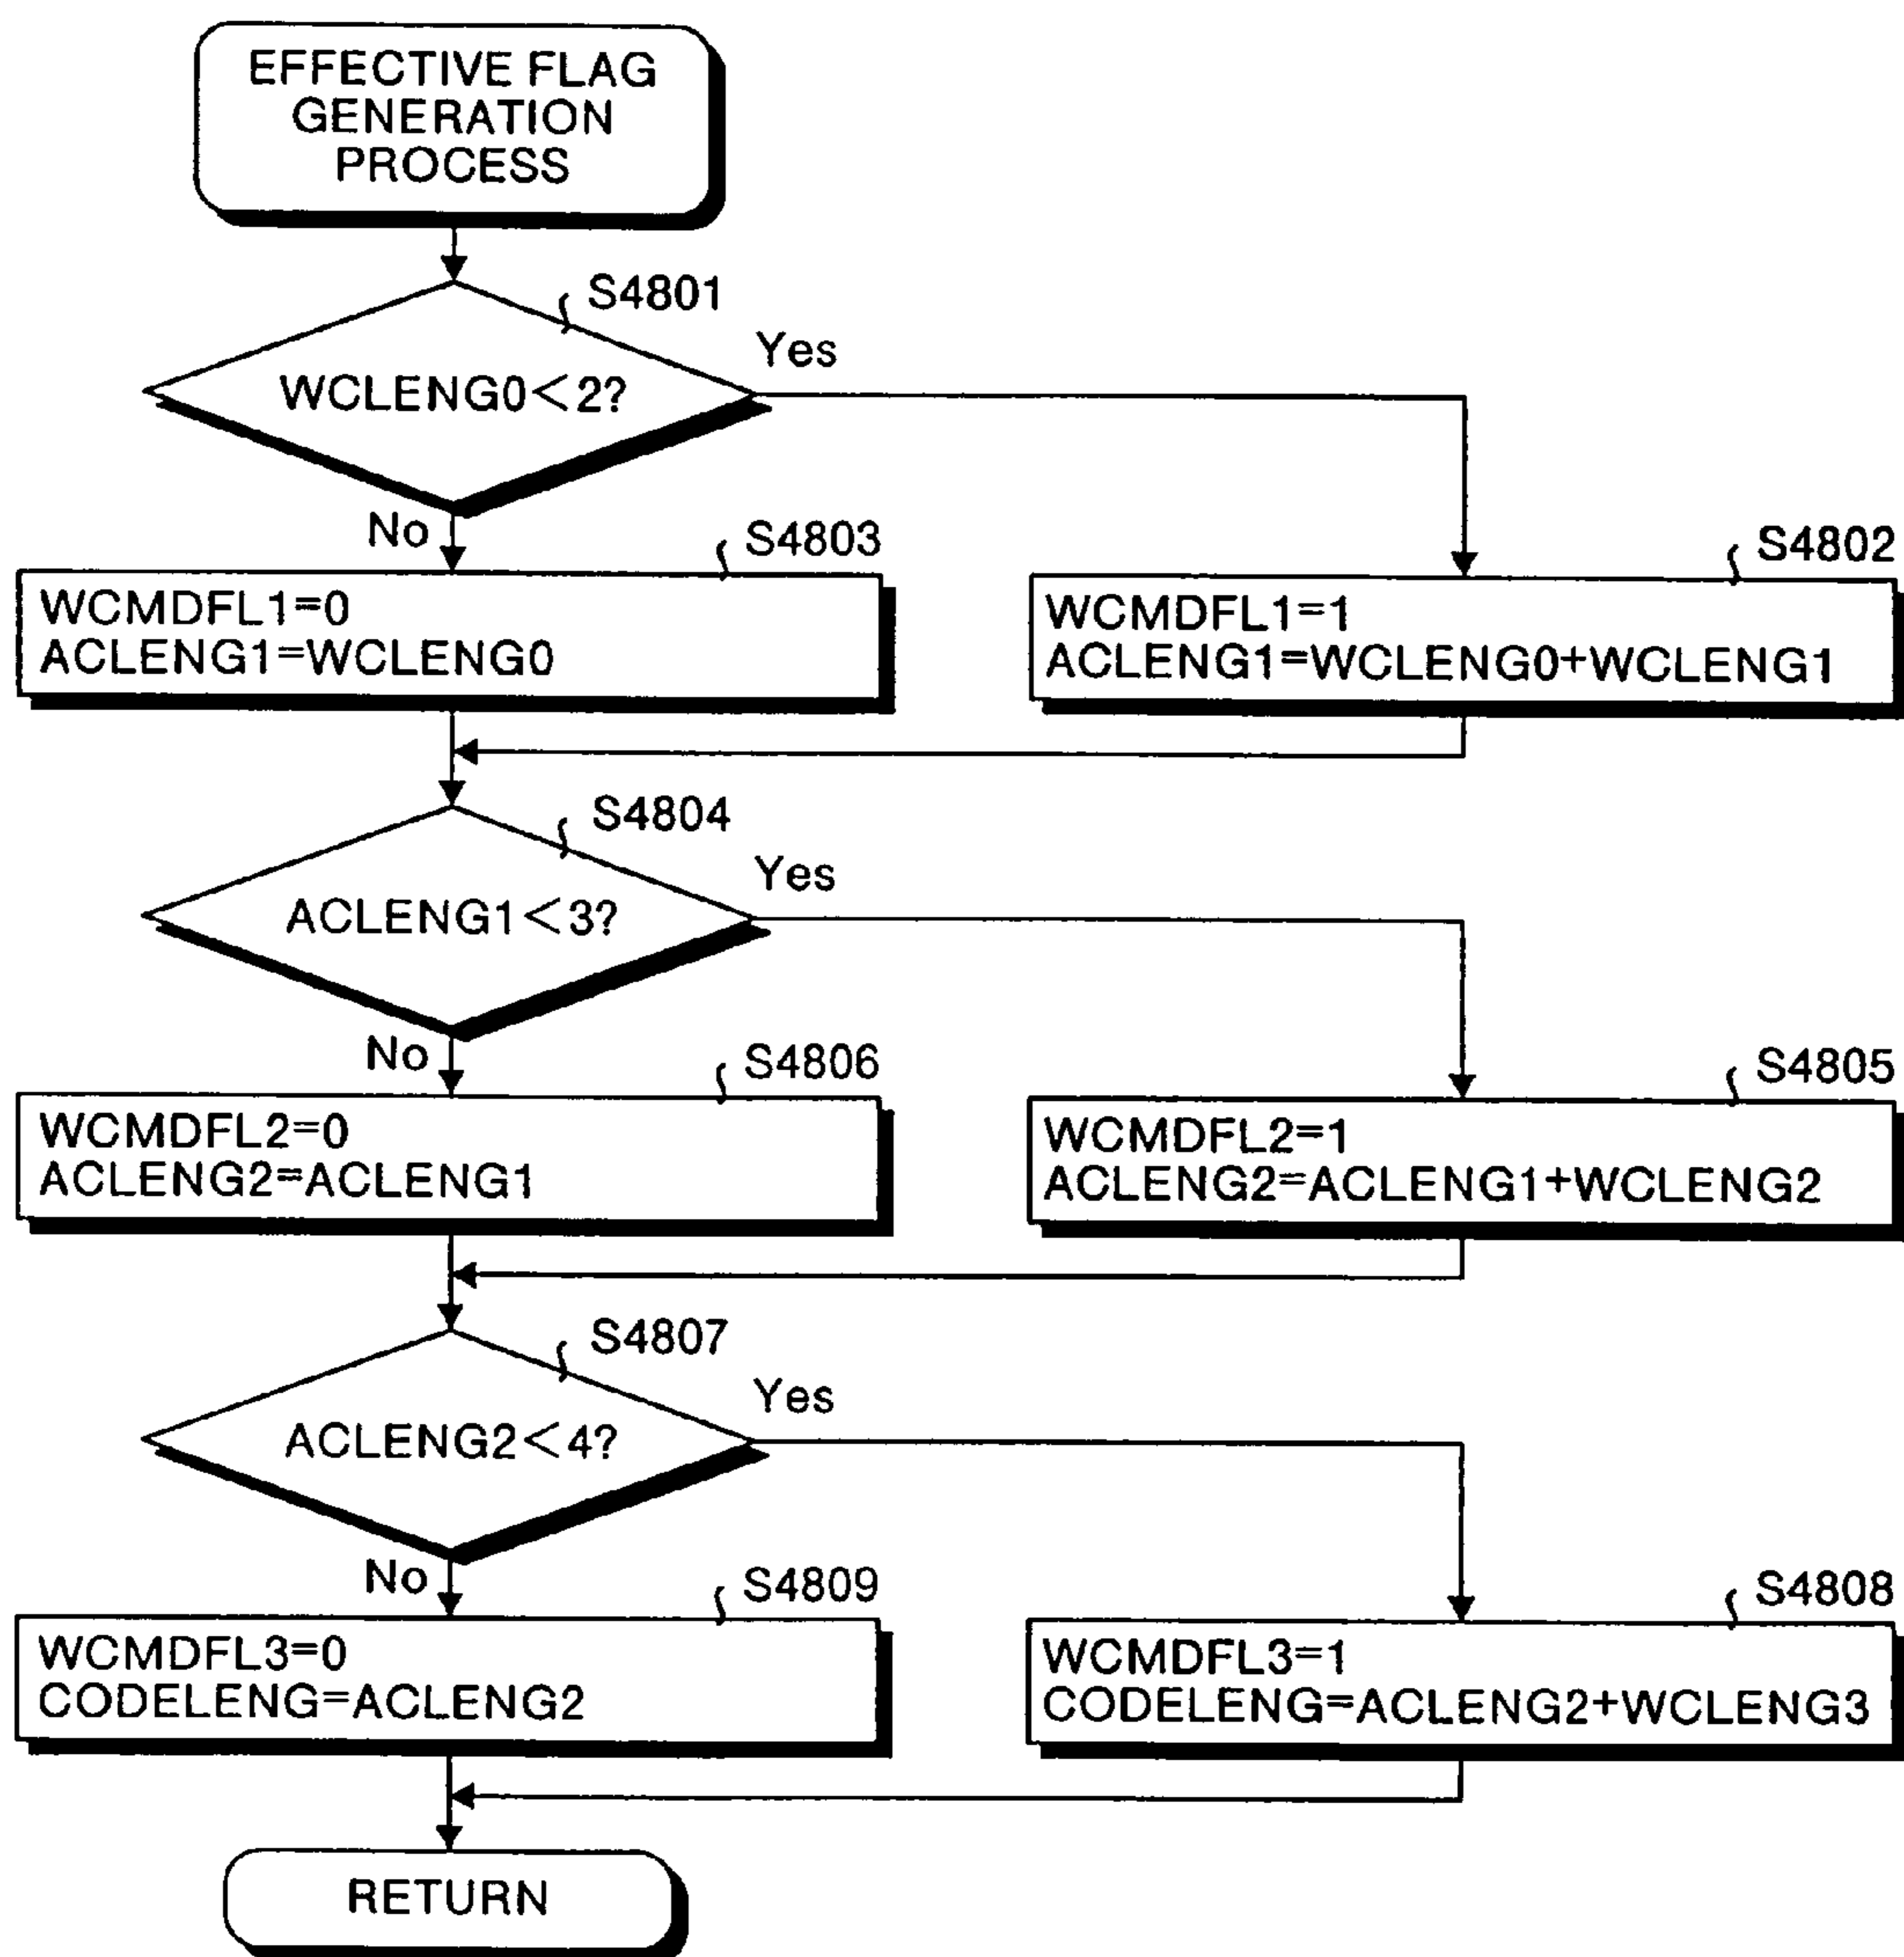 EFFECTIVE FLAG
GENERATION
PROCESS
S4801
WCLENG0<2?
Yes
No
S4803
WCMDFL1=0
ACLENG1=WCLENG0
S4802
WCMDFL1=1
ACLENG1=WCLENG0+WCLENG1
S4804
ACLENG1<3?
Yes
No
S4806
WCMDFL2=0
ACLENG2=ACLENG1
S4805
WCMDFL2=1
ACLENG2=ACLENG1+WCLENG2
S4807
ACLENG2<4?
Yes
No
S4809
WCMDFL3=0
CODELENG=ACLENG2
S4808
WCMDFL3=1
CODELENG=ACLENG2+WCLENG3
RETURN